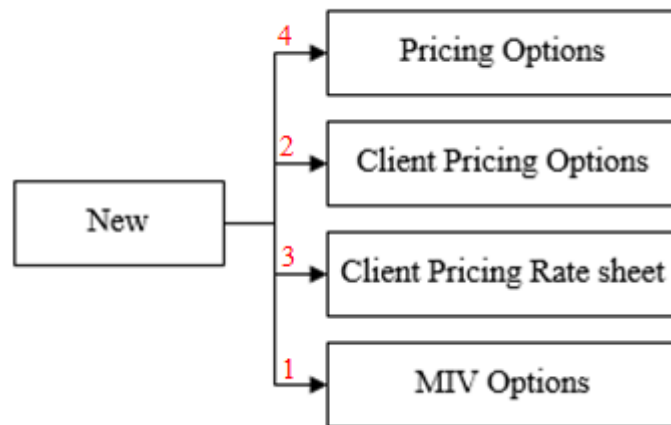 4
Pricing Options
2
Client Pricing Options
New
3
Client Pricing Rate sheet
1
MIV Options